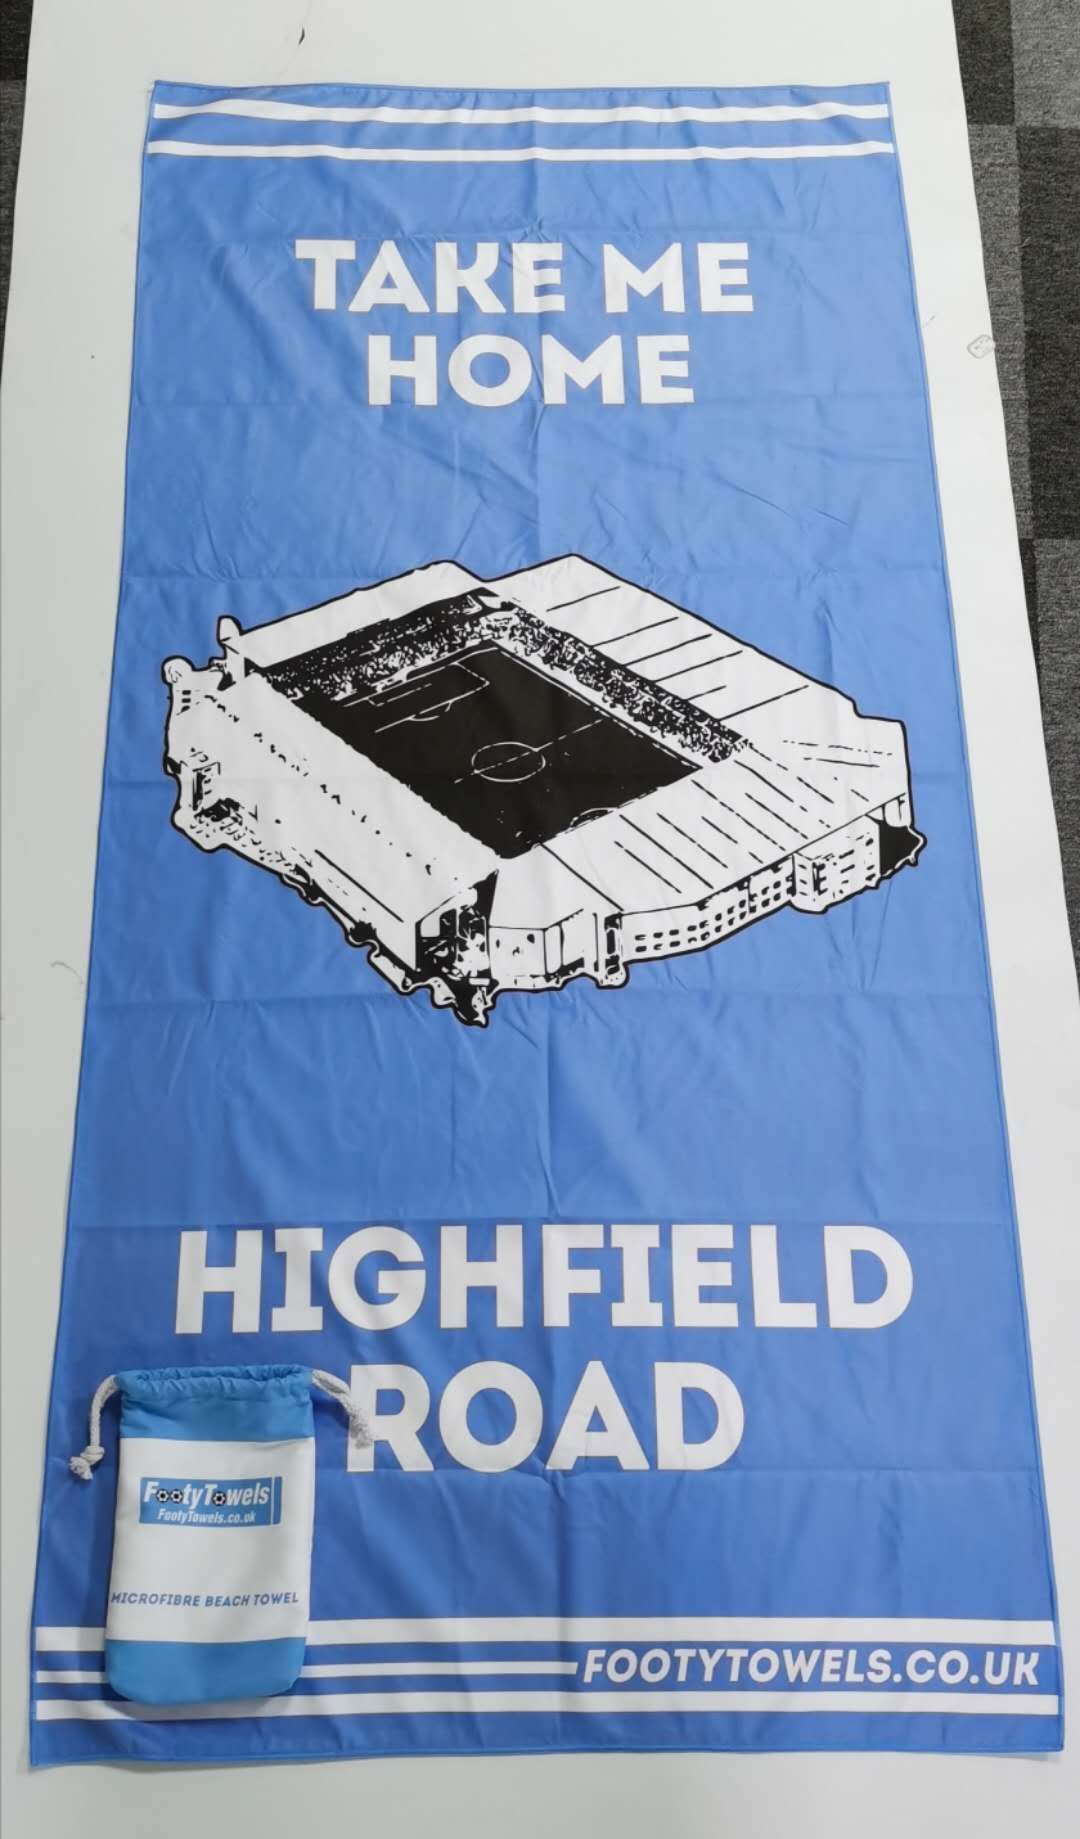 TAKE ME
HOME
HIGHFIELD
ROAD
FootyTowels
FootyTowels.co.uk
MICROFIBRE BEACH TOWEL
FOOTYTOWELS.CO.UK